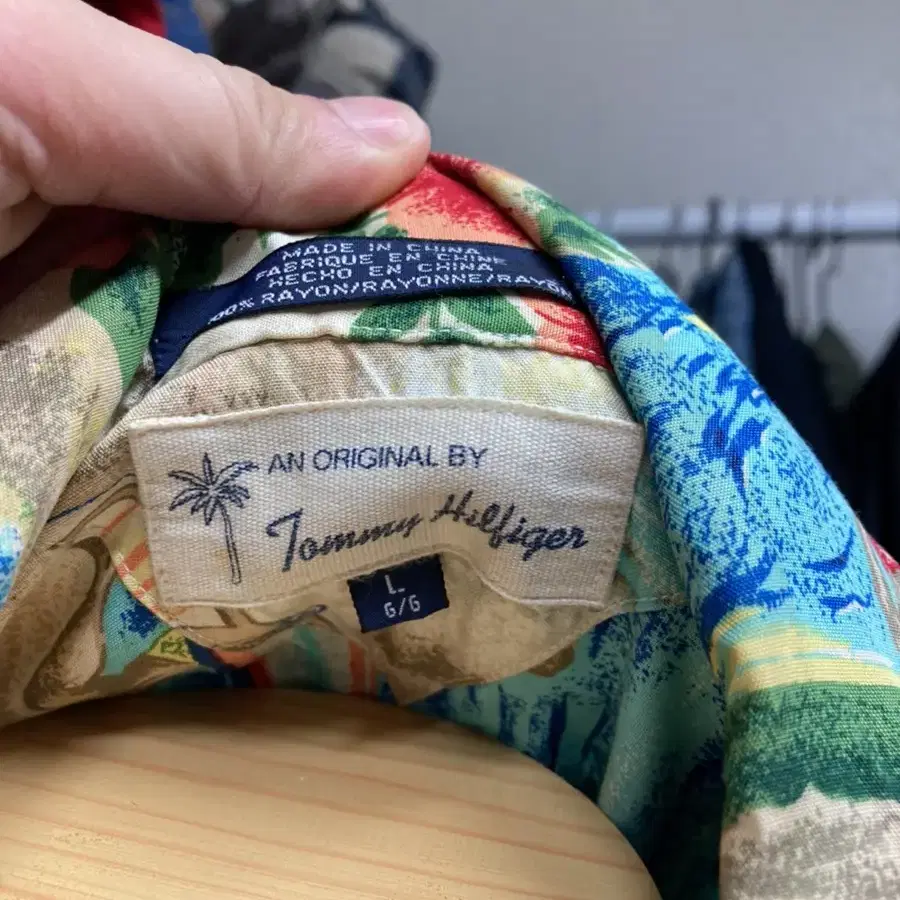 MADE IN CHINA
FABRIQUE EN CHINE
HECHO EN CHINA
100% RAYON/RAYONNE/RAYON
AN ORIGINAL BY
Tommy Hilfiger
L
G/G